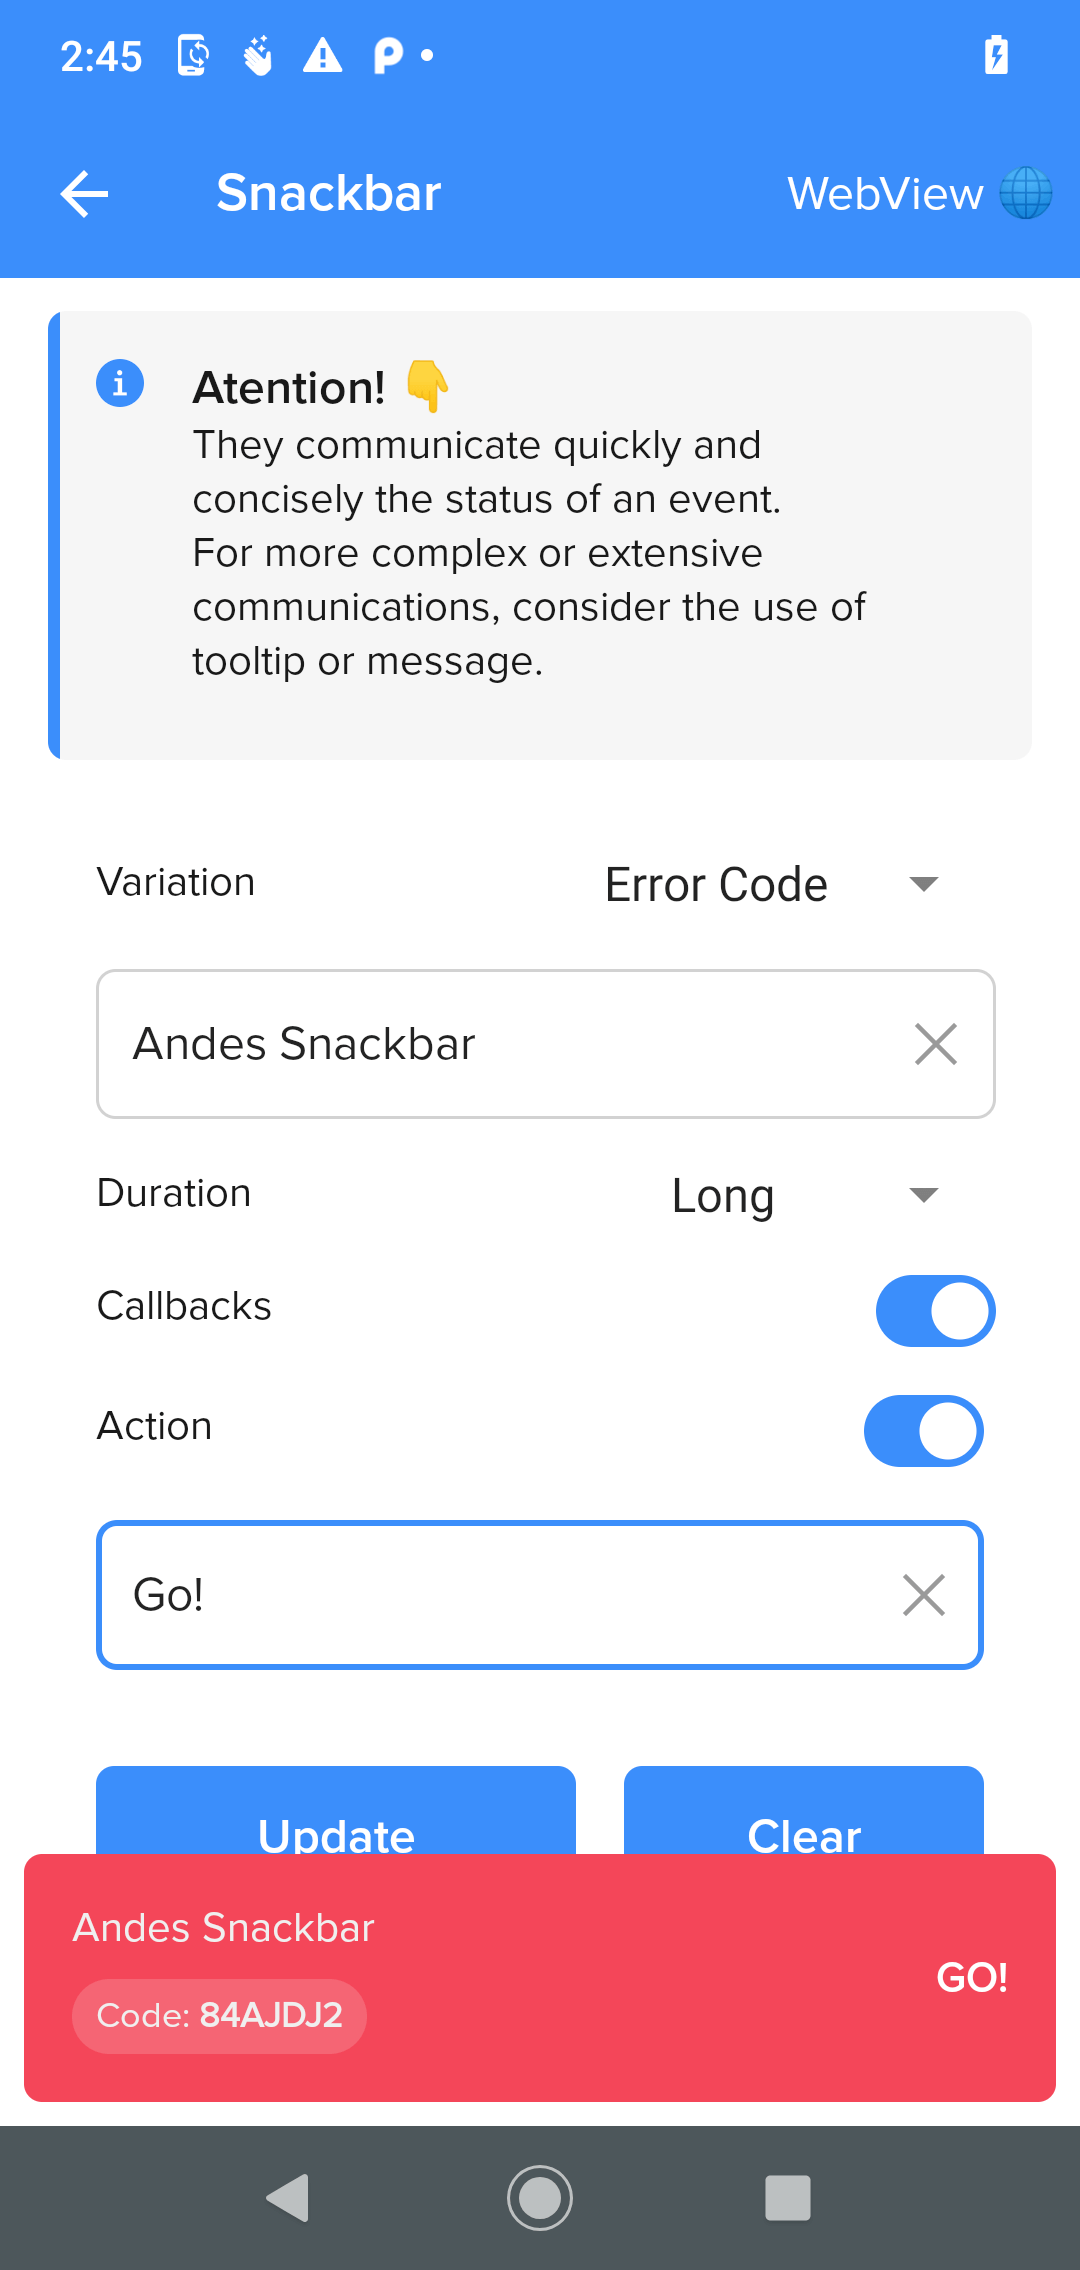 2:45
Snackbar
WebView
Atention!
They communicate quickly and
concisely the status of an event.
For more complex or extensive
communications, consider the use of
tooltip or message.
Variation
Error Code
Andes Snackbar
Duration
Long
Callbacks
Action
Go!
Update
Clear
Andes Snackbar
GO!
Code: 84AJDJ2